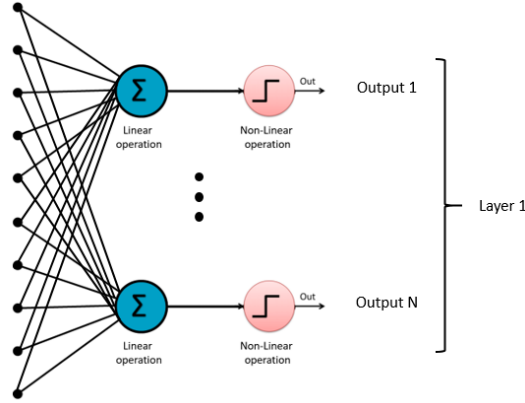 Σ
Out
Output 1
Linear
operation
Non-Linear
operation
Layer 1
Σ
Out
Output N
Linear
operation
Non-Linear
operation